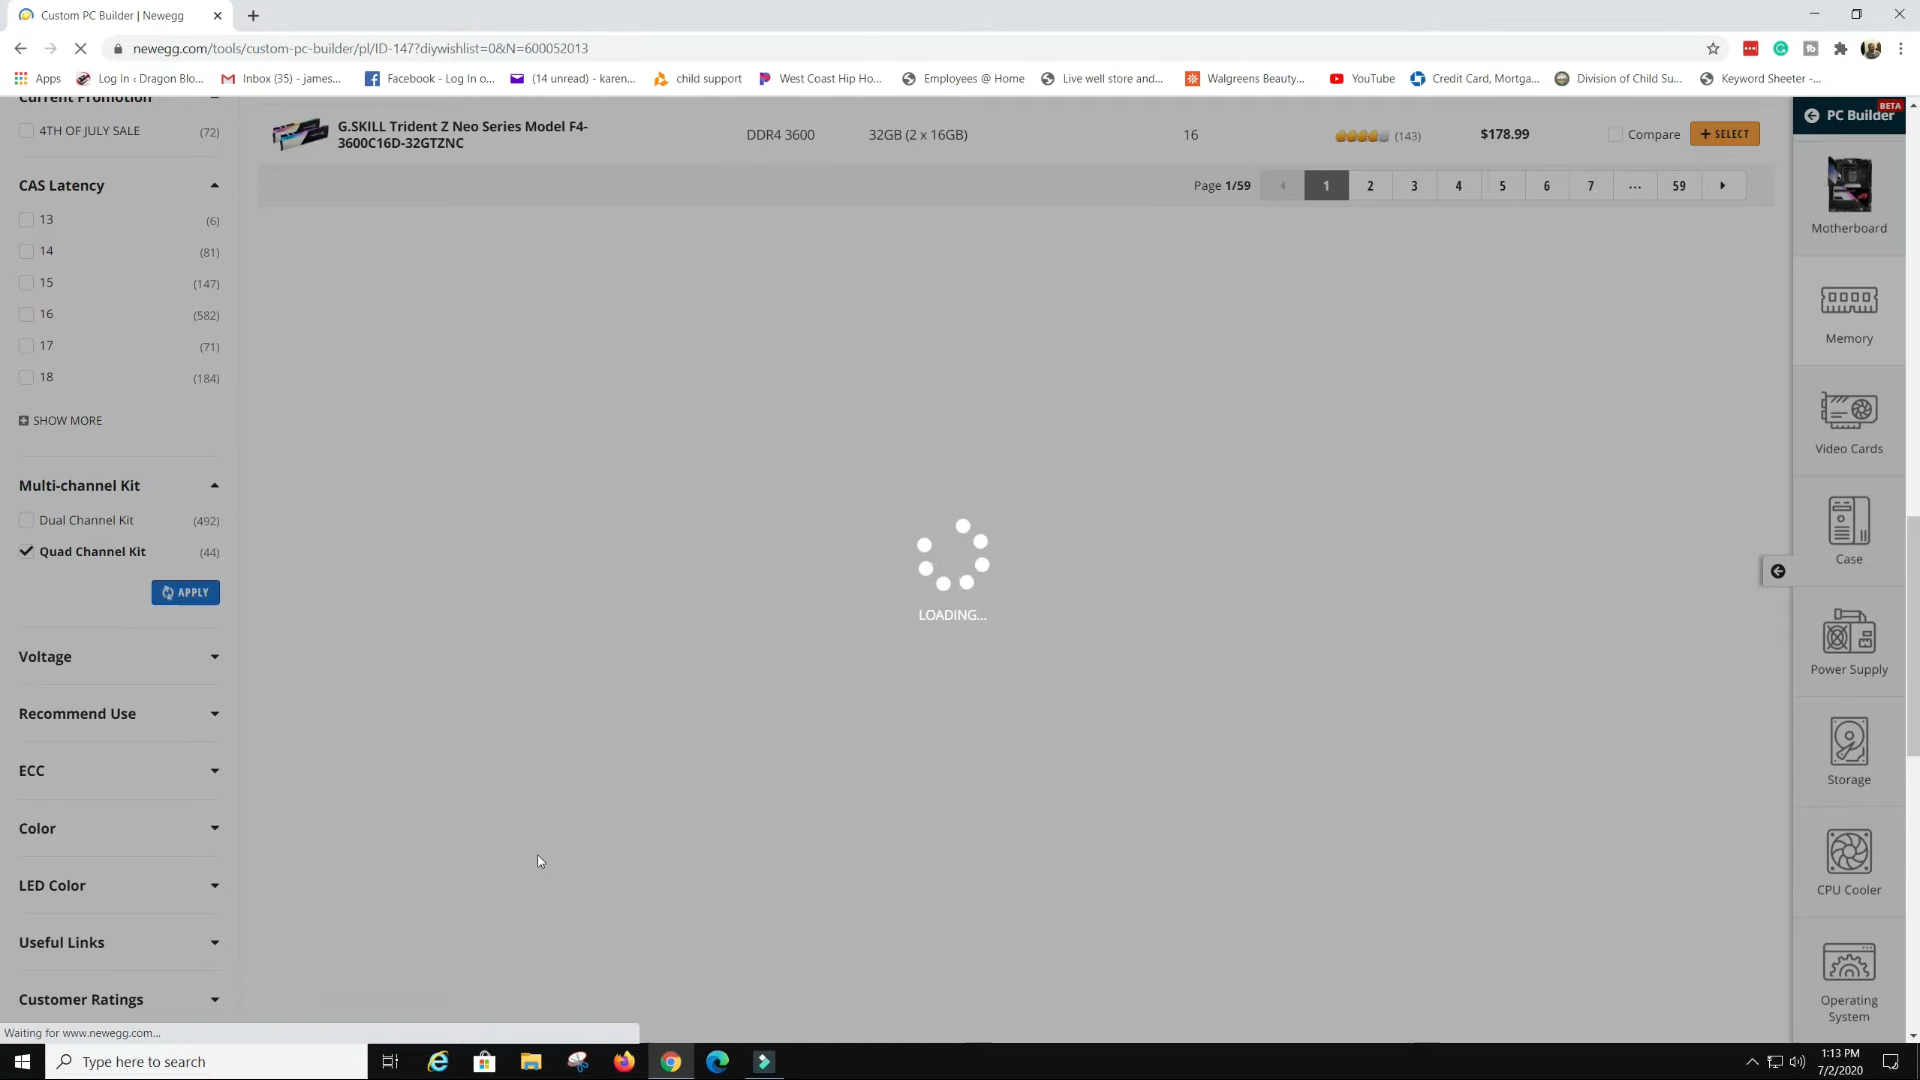 Custom PC Builder | Newegg
newegg.com/tools/custom-pc-builder/pl/ID-147?diywishlist=0&N=600052013
Apps
Log In ‹ Dragon Blo...
Inbox (35) - james...
Facebook - Log In o...
(14 unread) - karen...
child support
West Coast Hip Ho...
Employees @ Home
Live well store and...
Walgreens Beauty...
YouTube
Credit Card, Mortga...
Division of Child Su...
Keyword Sheeter -...
Current Promotion
4TH OF JULY SALE (72)
CAS Latency
13 (6)
14 (81)
15 (147)
16 (582)
17 (71)
18 (184)
SHOW MORE
Multi-channel Kit
Dual Channel Kit (492)
Quad Channel Kit (44)
APPLY
Voltage
Recommend Use
ECC
Color
LED Color
Useful Links
Customer Ratings
G.SKILL Trident Z Neo Series Model F4-
3600C16D-32GTZNC
DDR4 3600
32GB (2 x 16GB)
16
(143)
$178.99
Compare
+ SELECT
Page 1/59
1 2 3 4 5 6 7 ... 59
LOADING...
BETA
PC Builder
Motherboard
Memory
Video Cards
Case
Power Supply
Storage
CPU Cooler
Operating
System
Waiting for www.newegg.com...
Type here to search
1:13 PM
7/2/2020